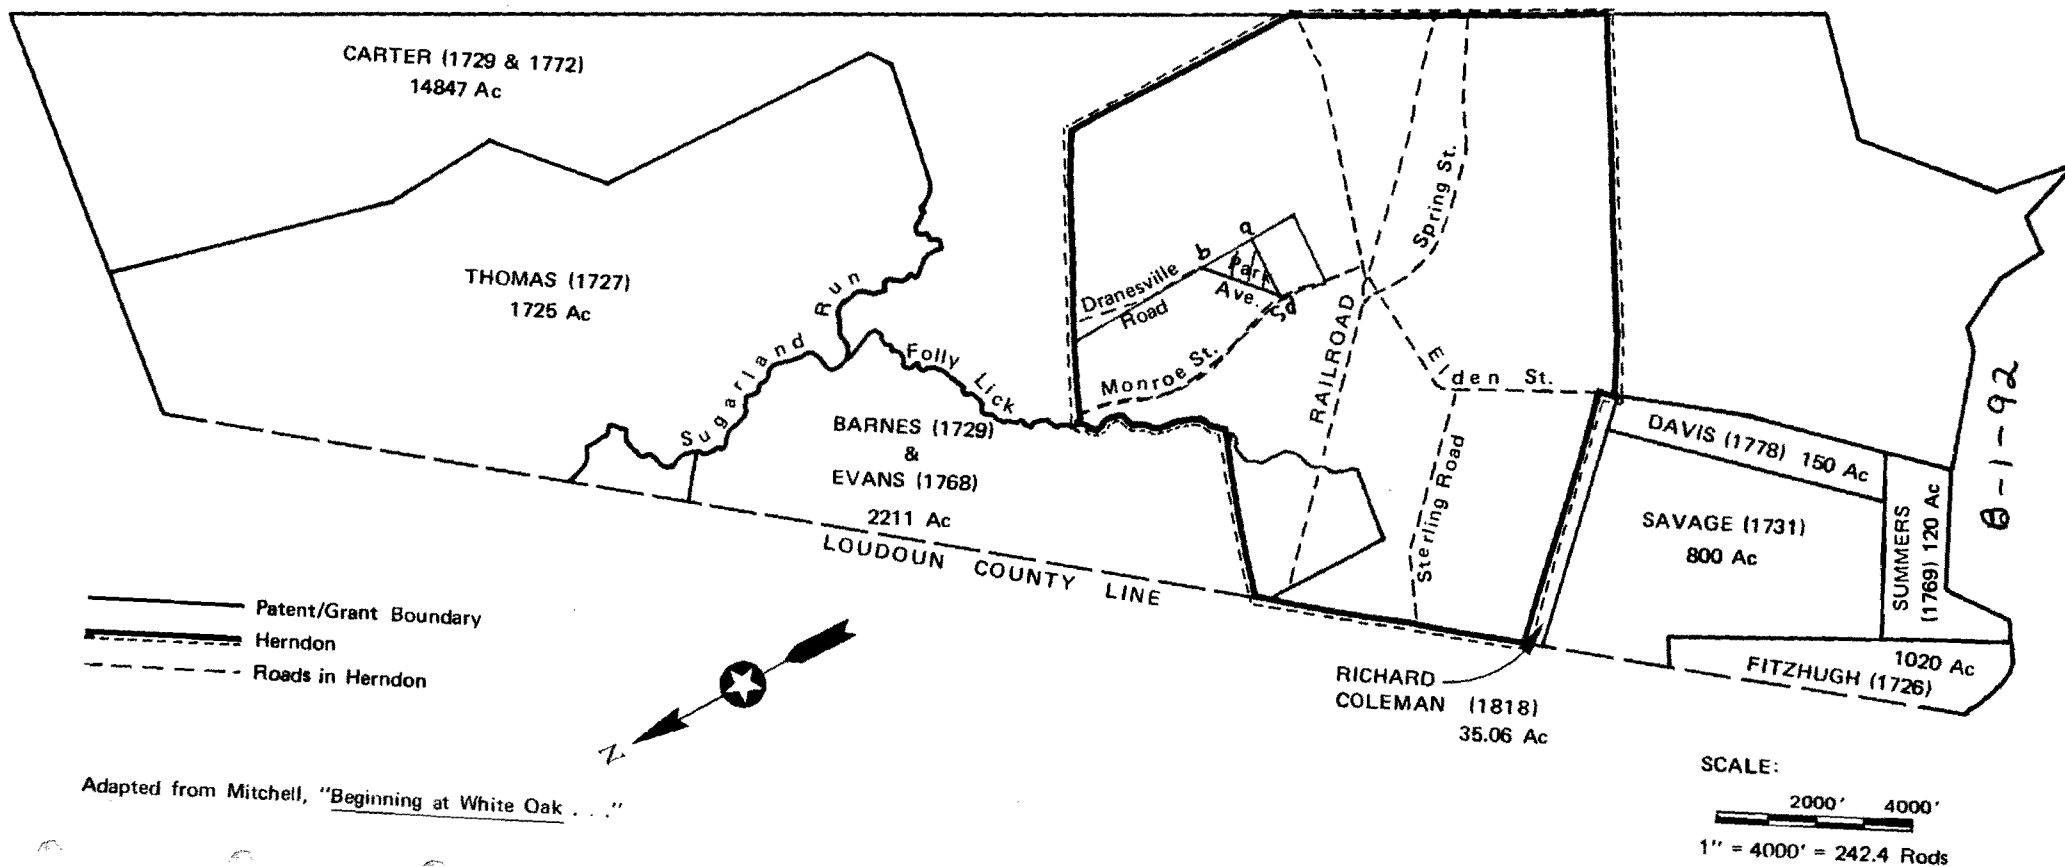 CARTER (1729 & 1772)
14847 Ac
THOMAS (1727)
1725 Ac
Sugarland Run
Folly Lick
BARNES (1729)
&
EVANS (1768)
2211 Ac
LOUDOUN COUNTY LINE
Dranesville
Road
b
a
Park
Ave.
Monroe St.
RAILROAD
Spring St.
Elden St.
Sterling Road
DAVIS (1778) 150 Ac
SAVAGE (1731)
800 Ac
SUMMERS
(1769) 120 Ac
8-1-92
1020 Ac
FITZHUGH (1726)
RICHARD
COLEMAN (1818)
35.06 Ac
Patent/Grant Boundary
Herndon
Roads in Herndon
N
Adapted from Mitchell, "Beginning at White Oak . . ."
SCALE:
2000' 4000'
1" = 4000' = 242.4 Rods